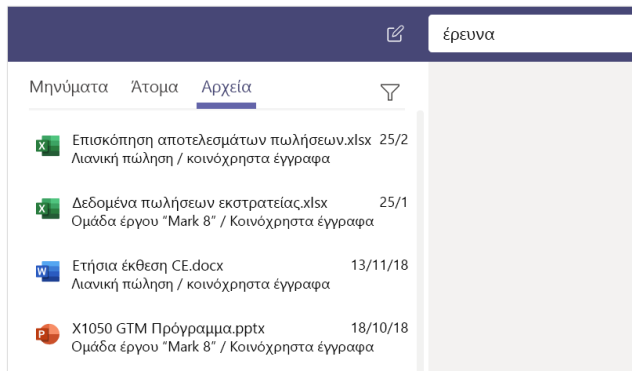 έρευνα
Μηνύματα Άτομα Αρχεία
Επισκόπηση αποτελεσμάτων πωλήσεων.xlsx 25/2
Λιανική πώληση / κοινόχρηστα έγγραφα
Δεδομένα πωλήσεων εκστρατείας.xlsx 25/1
Ομάδα έργου "Mark 8" / Κοινόχρηστα έγγραφα
Ετήσια έκθεση CE.docx 13/11/18
Λιανική πώληση / κοινόχρηστα έγγραφα
X1050 GTM Πρόγραμμα.pptx 18/10/18
Ομάδα έργου "Mark 8" / Κοινόχρηστα έγγραφα